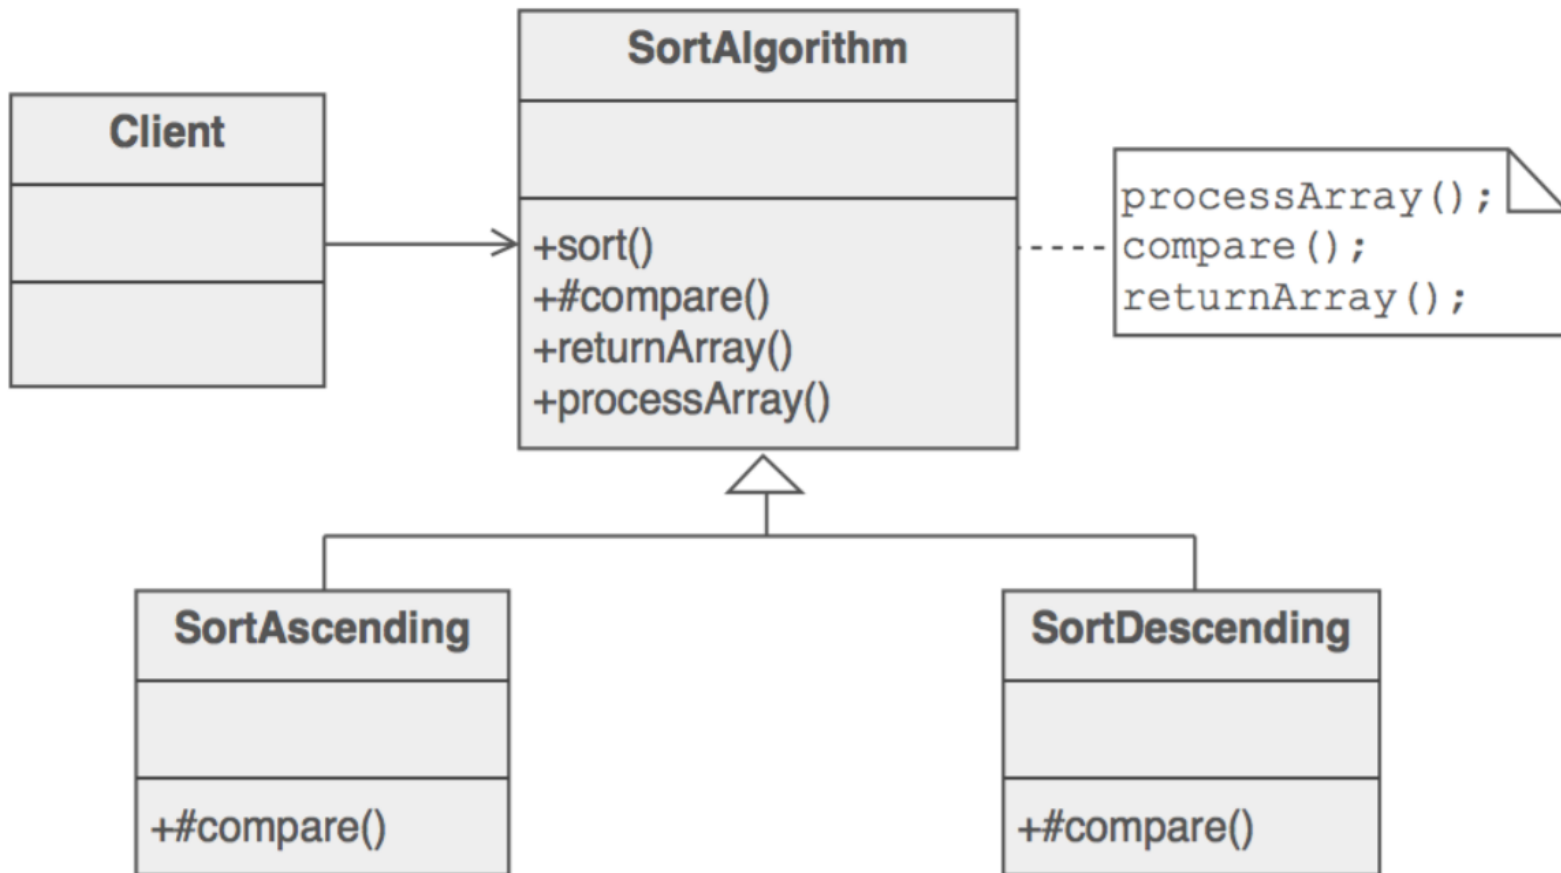 SortAlgorithm
Client
+sort()
+#compare()
+returnArray()
+processArray()
processArray();
compare();
returnArray();
SortAscending
+#compare()
SortDescending
+#compare()